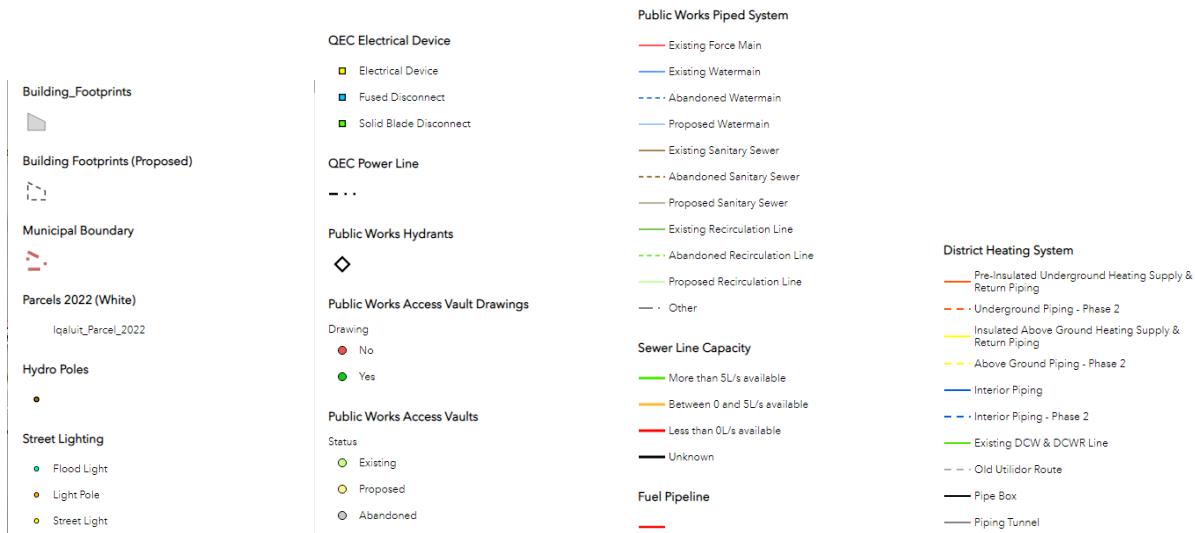 Building_Footprints
Building Footprints (Proposed)
Municipal Boundary
Parcels 2022 (White)
Iqaluit_Parcel_2022
Hydro Poles
Street Lighting
Flood Light
Light Pole
Street Light
QEC Electrical Device
Electrical Device
Fused Disconnect
Solid Blade Disconnect
QEC Power Line
Public Works Hydrants
Public Works Access Vault Drawings
Drawing
No
Yes
Public Works Access Vaults
Status
Existing
Proposed
Abandoned
Public Works Piped System
Existing Force Main
Existing Watermain
Abandoned Watermain
Proposed Watermain
Existing Sanitary Sewer
Abandoned Sanitary Sewer
Proposed Sanitary Sewer
Existing Recirculation Line
Abandoned Recirculation Line
Proposed Recirculation Line
Other
Sewer Line Capacity
More than 5L/s available
Between 0 and 5L/s available
Less than 0L/s available
Unknown
Fuel Pipeline
District Heating System
Pre-Insulated Underground Heating Supply &
Return Piping
Underground Piping - Phase 2
Insulated Above Ground Heating Supply &
Return Piping
Above Ground Piping - Phase 2
Interior Piping
Interior Piping - Phase 2
Existing DCW & DCWR Line
Old Utilidor Route
Pipe Box
Piping Tunnel